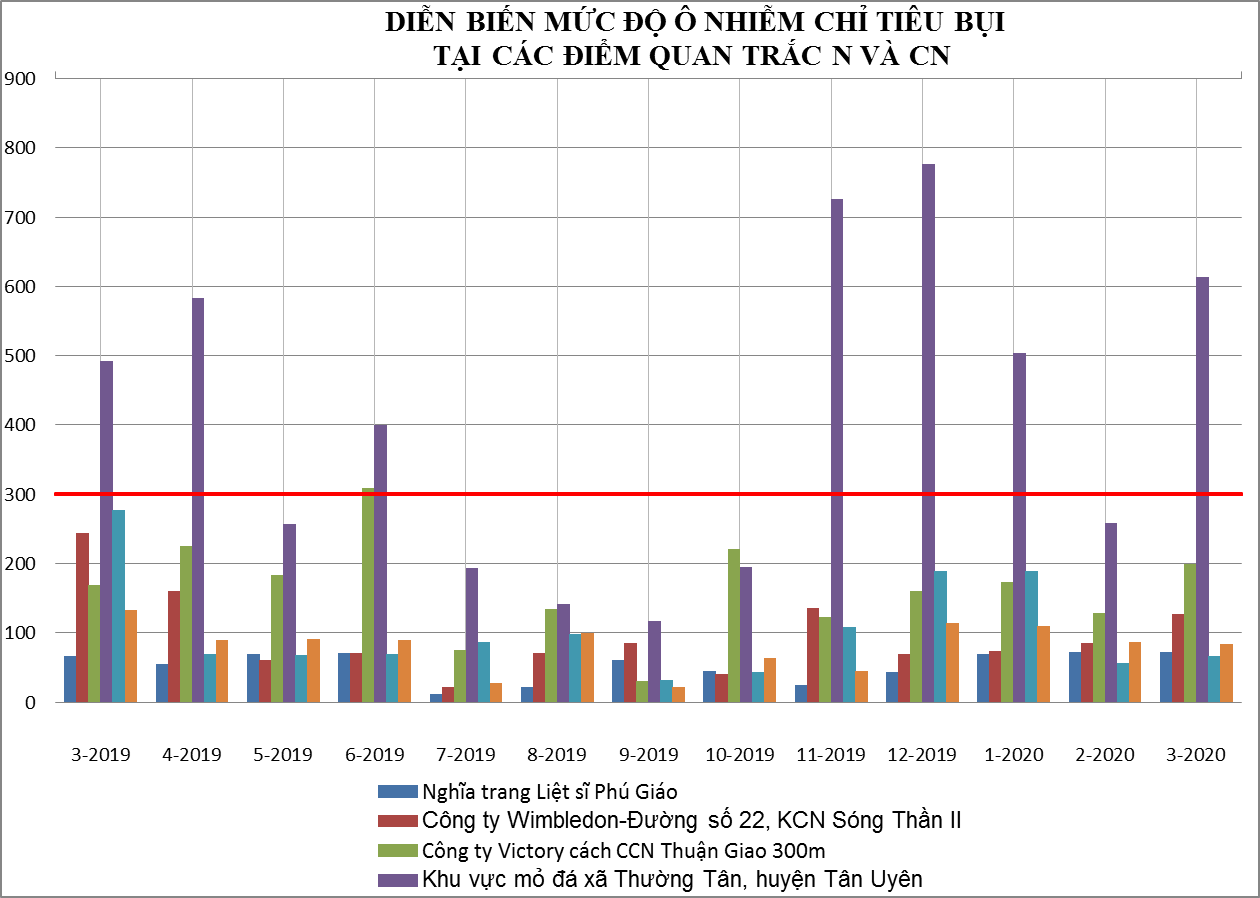 DIỄN BIẾN MỨC ĐỘ Ô NHIỄM CHỈ TIÊU BỤI
TẠI CÁC ĐIỂM QUAN TRẮC N VÀ CN
900
800
700
600
500
400
300
200
100
0
3-2019 4-2019 5-2019 6-2019 7-2019 8-2019 9-2019 10-2019 11-2019 12-2019 1-2020 2-2020 3-2020
Nghĩa trang Liệt sĩ Phú Giáo
Công ty Wimbledon-Đường số 22, KCN Sóng Thần II
Công ty Victory cách CCN Thuận Giao 300m
Khu vực mỏ đá xã Thường Tân, huyện Tân Uyên